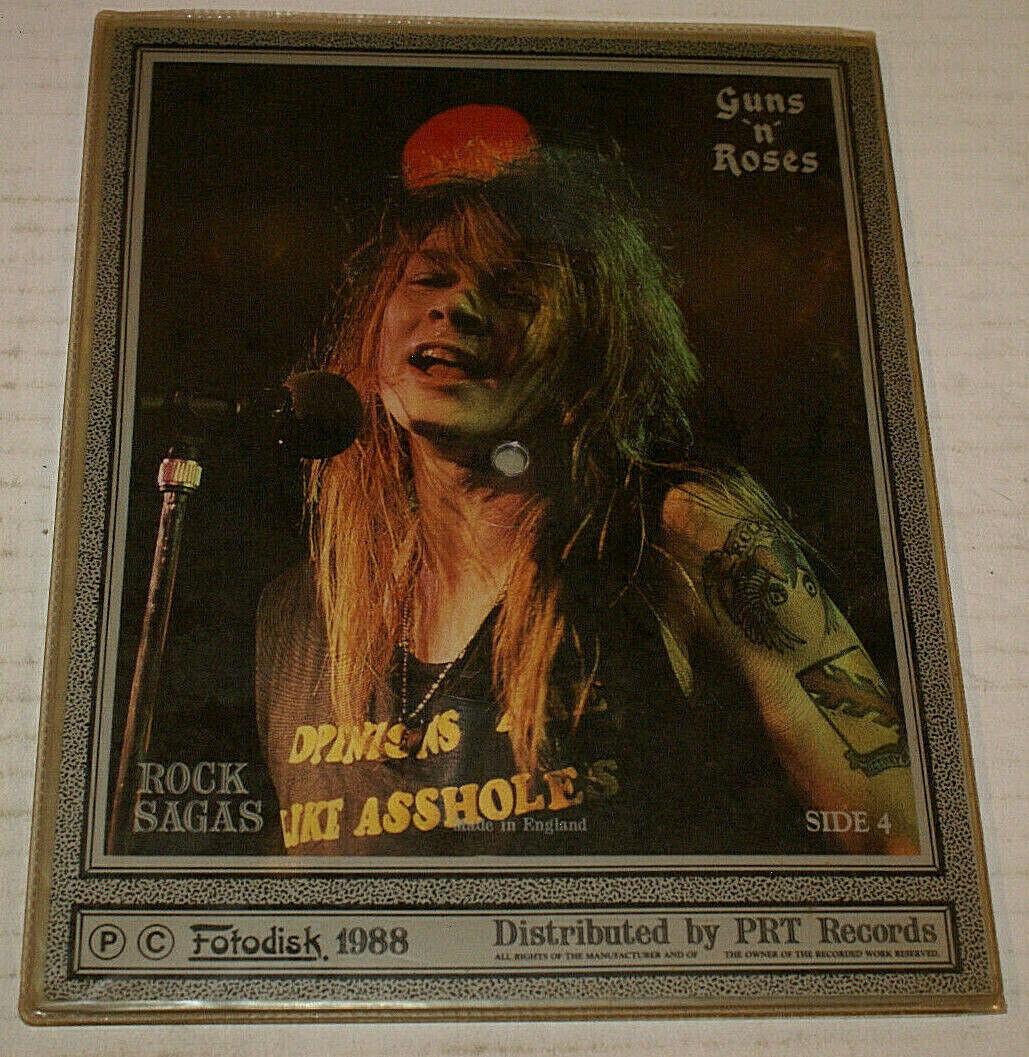 Guns
'n'
Roses
OPINIONS
LIKE ASSHOLES
ROCK
SAGAS
Made in England
SIDE 4
Ⓟ © Fotodisk 1988
Distributed by PRT Records
ALL RIGHTS OF THE MANUFACTURER AND OF THE OWNER OF THE RECORDED WORK RESERVED.